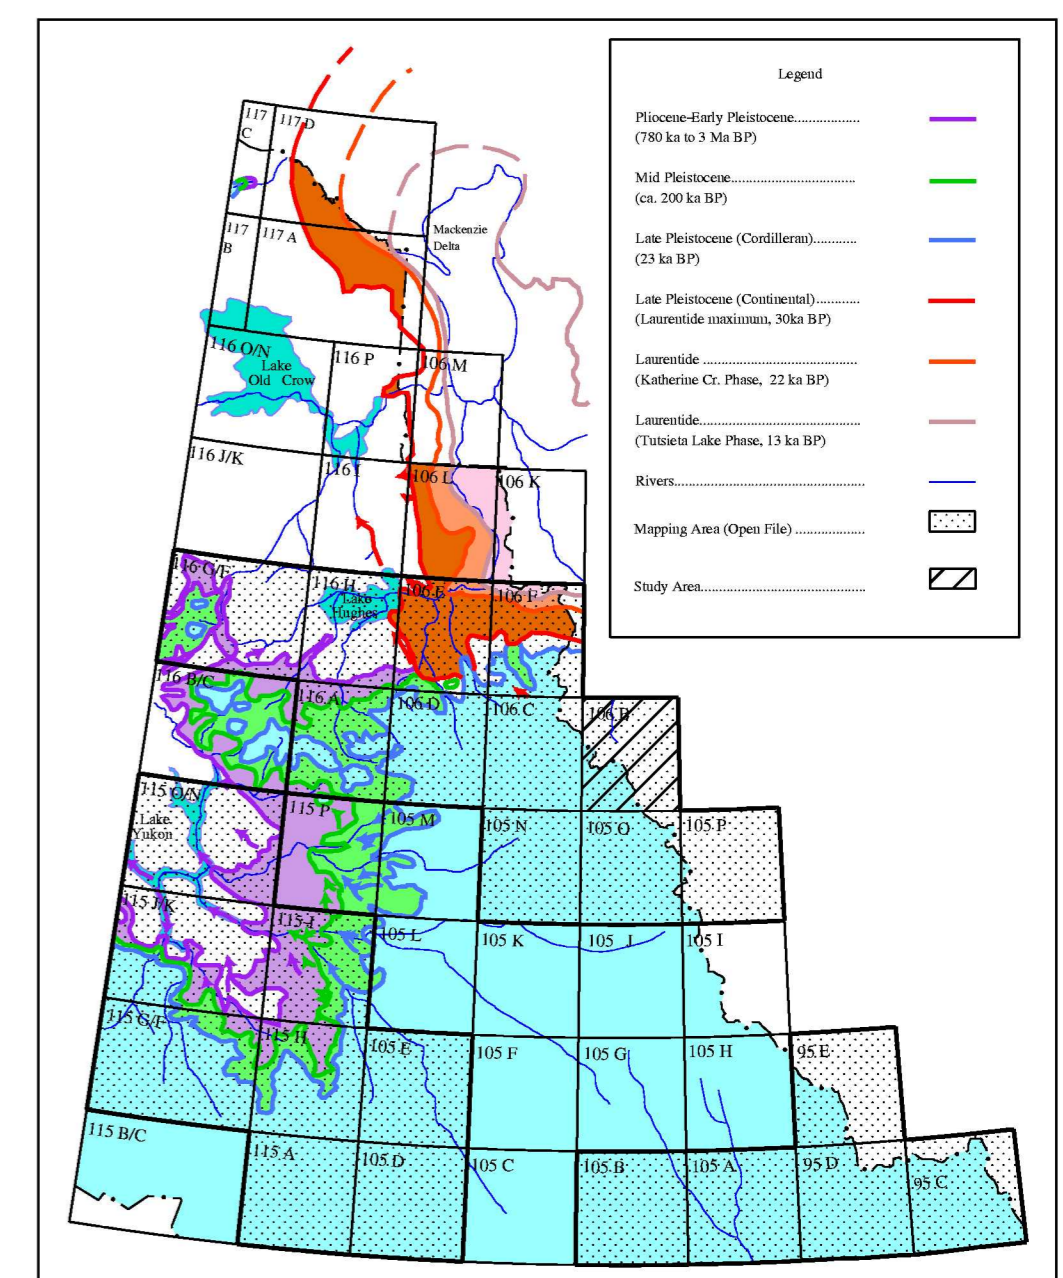 Legend
Pliocene-Early Pleistocene..................
(780 ka to 3 Ma BP)
Mid Pleistocene..................................
(ca. 200 ka BP)
Late Pleistocene (Cordilleran)............
(23 ka BP)
Late Pleistocene (Continental)............
(Laurentide maximum, 30ka BP)
Laurentide ..........................................
(Katherine Cr. Phase, 22 ka BP)
Laurentide............................................
(Tutsieta Lake Phase, 13 ka BP)
Rivers....................................................
Mapping Area (Open File) ...................
Study Area.............................................
117 C
117 D
117 B
117 A
Mackenzie
Delta
116 O/N
Lake
Old Crow
116 P
106 M
116 J/K
116 I
106 L
106 K
116 G/F
116 H
Lake
Hughes
106 E
106 F
116 B/C
116 A
106 D
106 C
106 B
115 O/N
Lake
Yukon
115 P
105 M
105 N
105 O
105 P
115 J/K
115 I
105 L
105 K
105 J
105 I
115 G/F
115 H
105 E
105 F
105 G
105 H
95 E
115 B/C
115 A
105 D
105 C
105 B
105 A
95 D
95 C